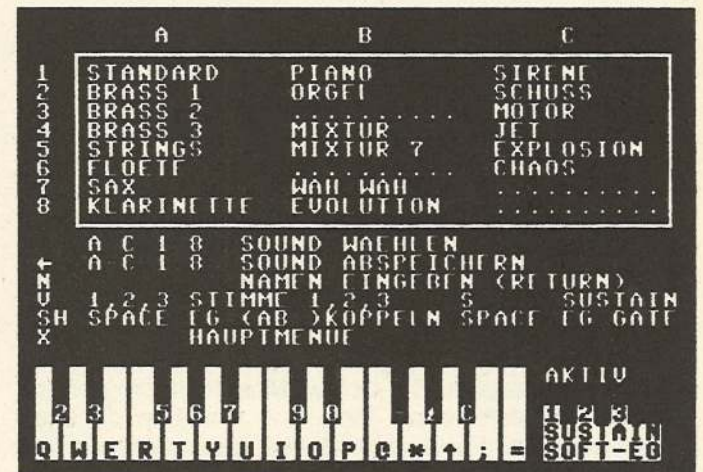 A B C
1 STANDARD PIANO SIRENE
2 BRASS 1 ORGEL SCHUSS
3 BRASS 2 .......... MOTOR
4 BRASS 3 MIXTUR JET
5 STRINGS MIXTUR 7 EXPLOSION
6 FLOETE .......... CHAOS
7 SAX WAH WAH ..........
8 KLARINETTE EVOLUTION ..........
A C 1 8 SOUND WAEHLEN
← A-C 1 8 SOUND ABSPEICHERN
N NAMEN EINGEBEN (RETURN)
V 1,2,3 STIMME 1,2,3 S SUSTAIN
SH SPACE EG (AB )KOPPELN SPACE EG GATE
X HAUPTMENUE
AKTIV
2 3 5 6 7 9 0 - £ C 1 2 3
SUSTAIN
Q W E R T Y U I O P @ * ↑ ; = SOFT-EG